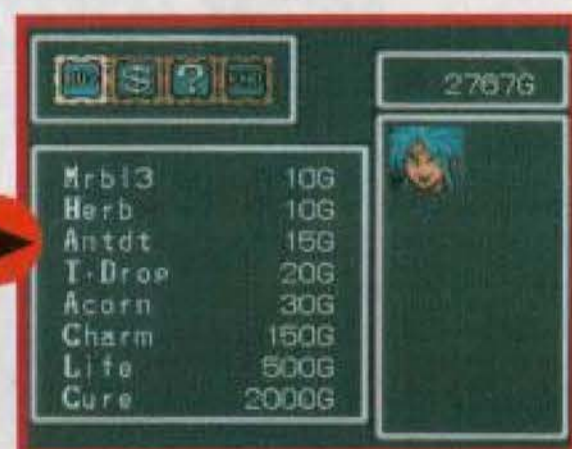 $ ?
2767G
Mrbl3 10G
Herb 10G
Antdt 15G
T·Drop 20G
Acorn 30G
Charm 150G
Life 500G
Cure 2000G